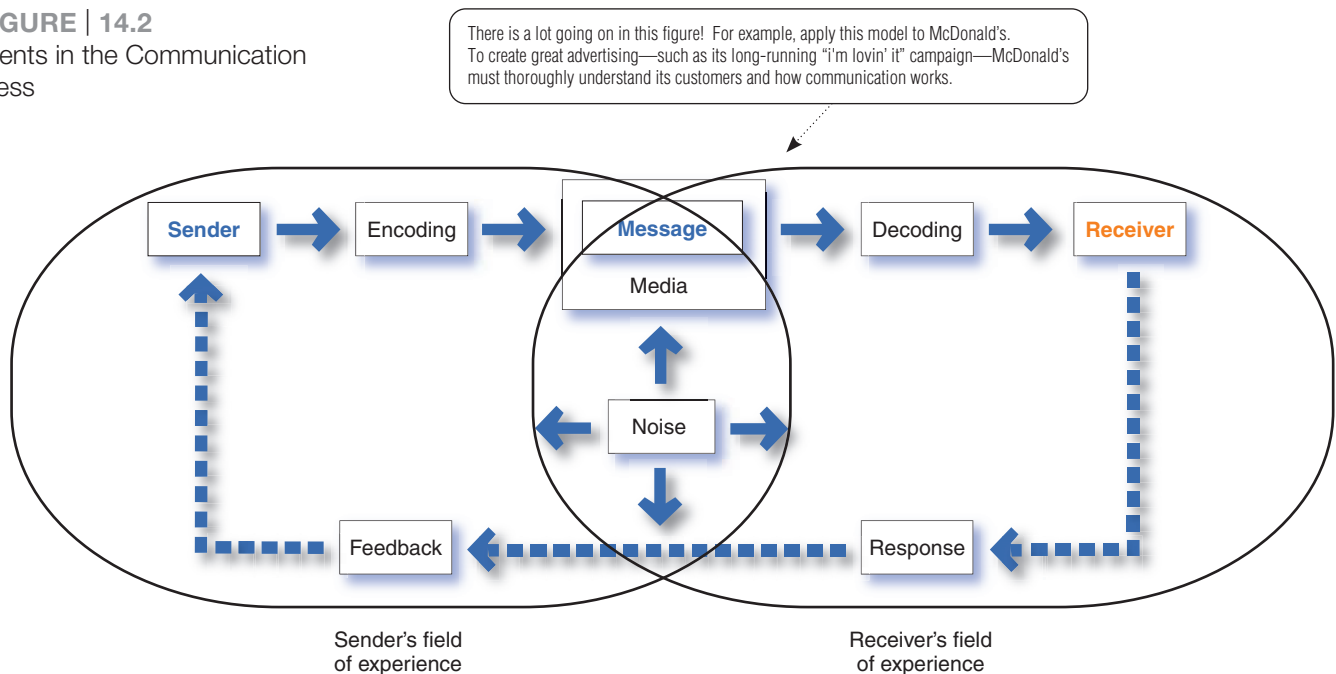 GURE | 14.2
ents in the Communication
ess
There is a lot going on in this figure! For example, apply this model to McDonald's.
To create great advertising—such as its long-running “i'm lovin' it” campaign—McDonald's
must thoroughly understand its customers and how communication works.
Sender
Encoding
Message
Media
Decoding
Receiver
Noise
Feedback
Response
Sender's field
of experience
Receiver's field
of experience